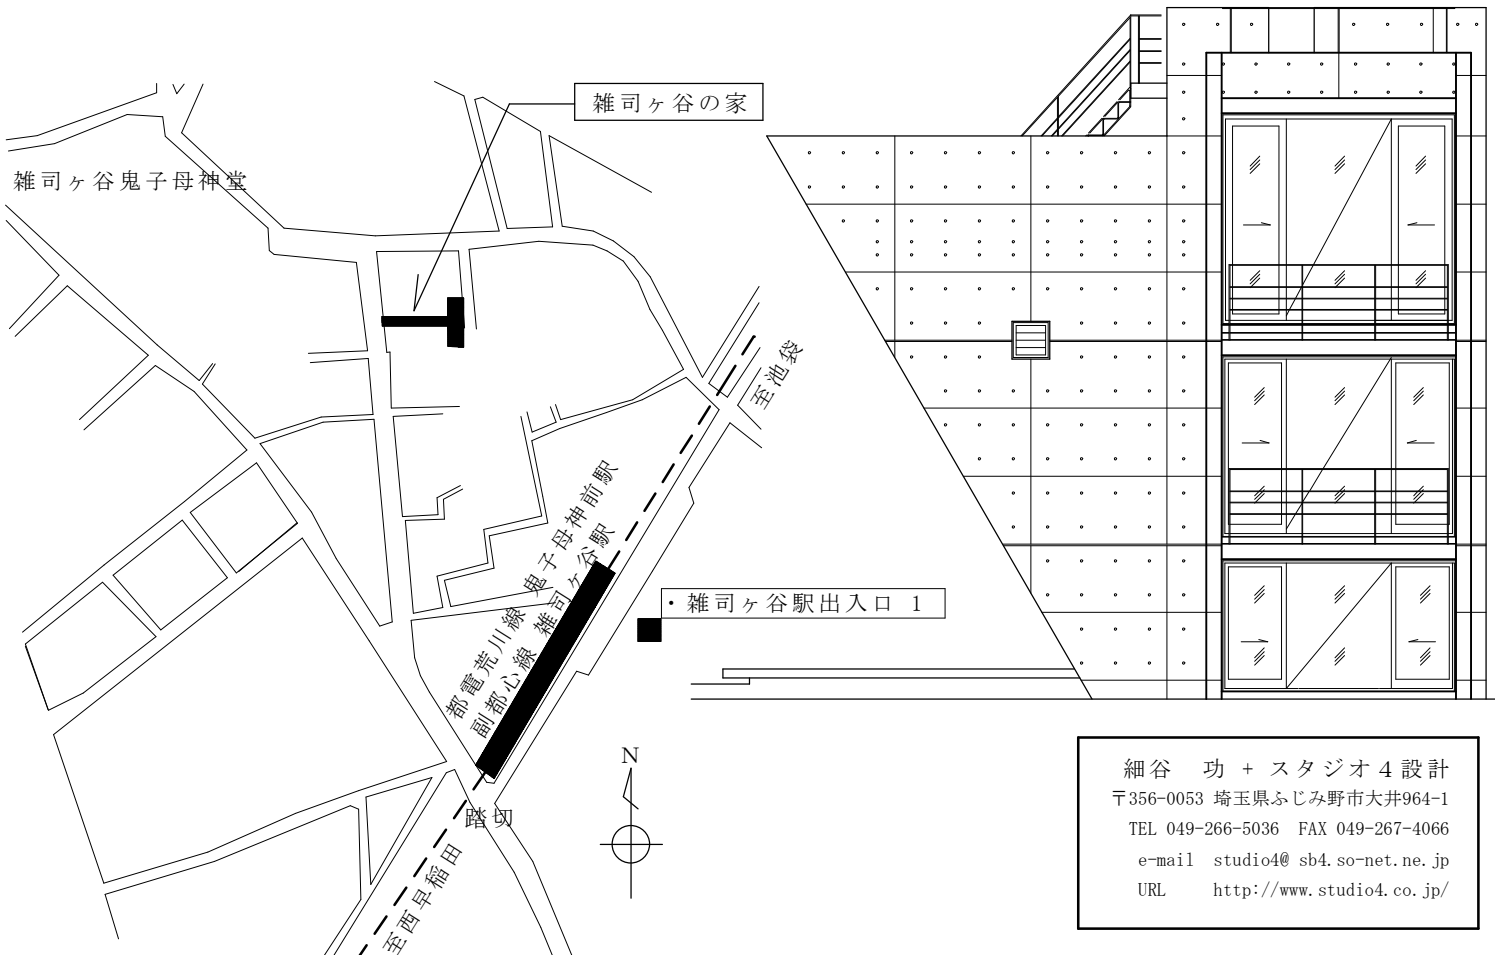 雑司ヶ谷の家
雑司ヶ谷鬼子母神堂
至池袋
都電荒川線 鬼子母神前駅
副都心線 雑司ヶ谷駅
・雑司ヶ谷駅出入口 1
N
踏切
至西早稲田
細谷　功 + スタジオ4設計
〒356-0053 埼玉県ふじみ野市大井964-1
TEL 049-266-5036 FAX 049-267-4066
e-mail studio4@ sb4.so-net.ne.jp
URL http://www.studio4.co.jp/